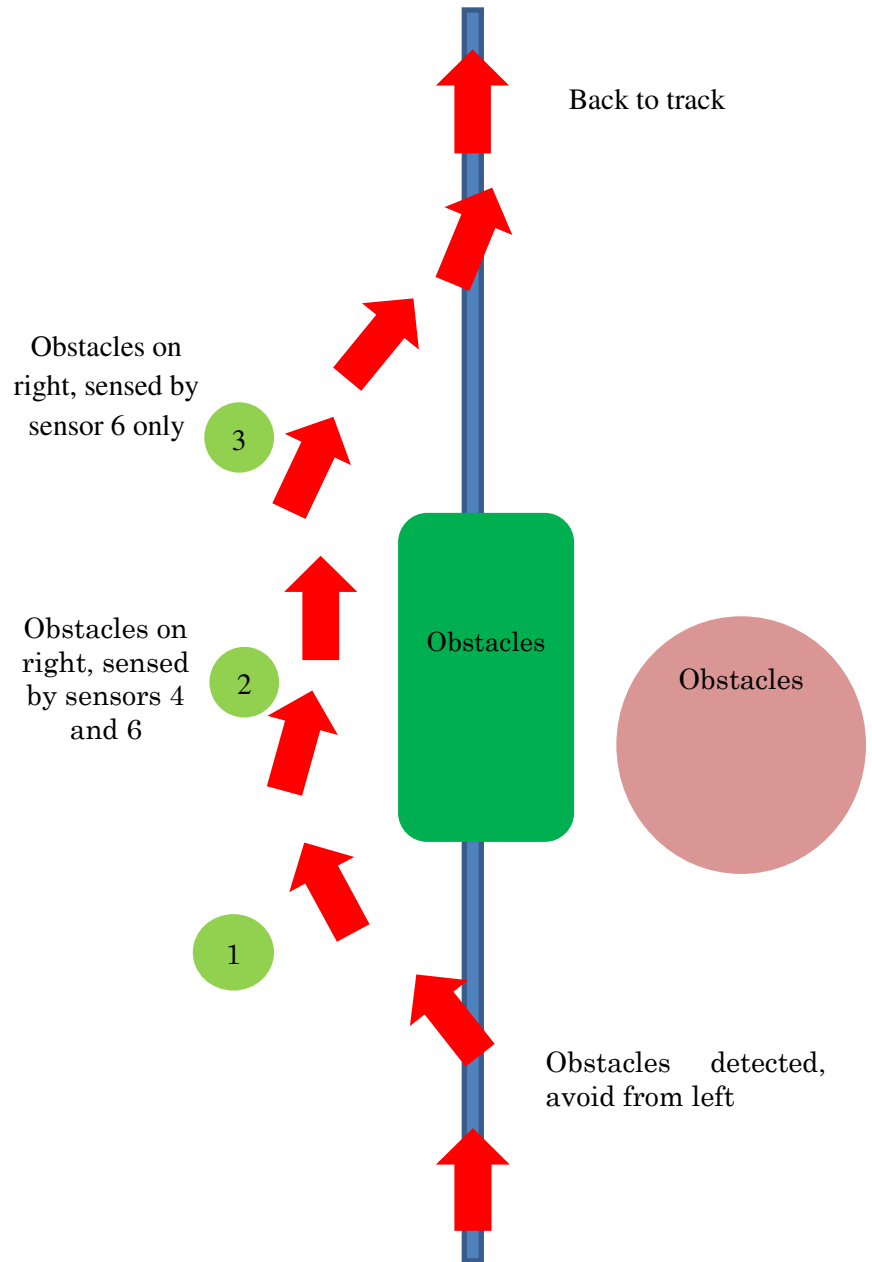 Back to track
Obstacles on
right, sensed by
sensor 6 only
3
Obstacles on
right, sensed
by sensors 4
and 6
2
Obstacles
Obstacles
1
Obstacles detected,
avoid from left